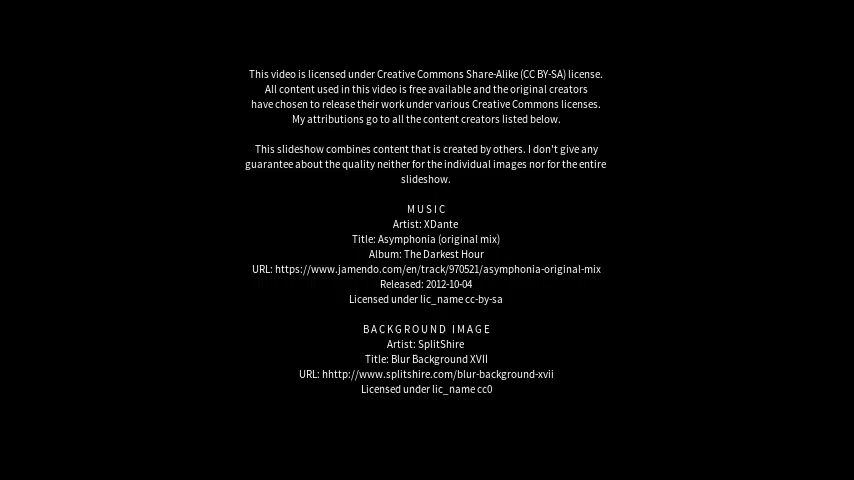 This video is licensed under Creative Commons Share-Alike (CC BY-SA) license.
All content used in this video is free available and the original creators
have chosen to release their work under various Creative Commons licenses.
My attributions go to all the content creators listed below.
This slideshow combines content that is created by others. I don't give any
guarantee about the quality neither for the individual images nor for the entire
slideshow.
MUSIC
Artist: XDante
Title: Asymphonia (original mix)
Album: The Darkest Hour
URL: https://www.jamendo.com/en/track/970521/asymphonia-original-mix
Released: 2012-10-04
Licensed under lic_name cc-by-sa
BACKGROUND IMAGE
Artist: SplitShire
Title: Blur Background XVII
URL: hhttp://www.splitshire.com/blur-background-xvii
Licensed under lic_name cc0